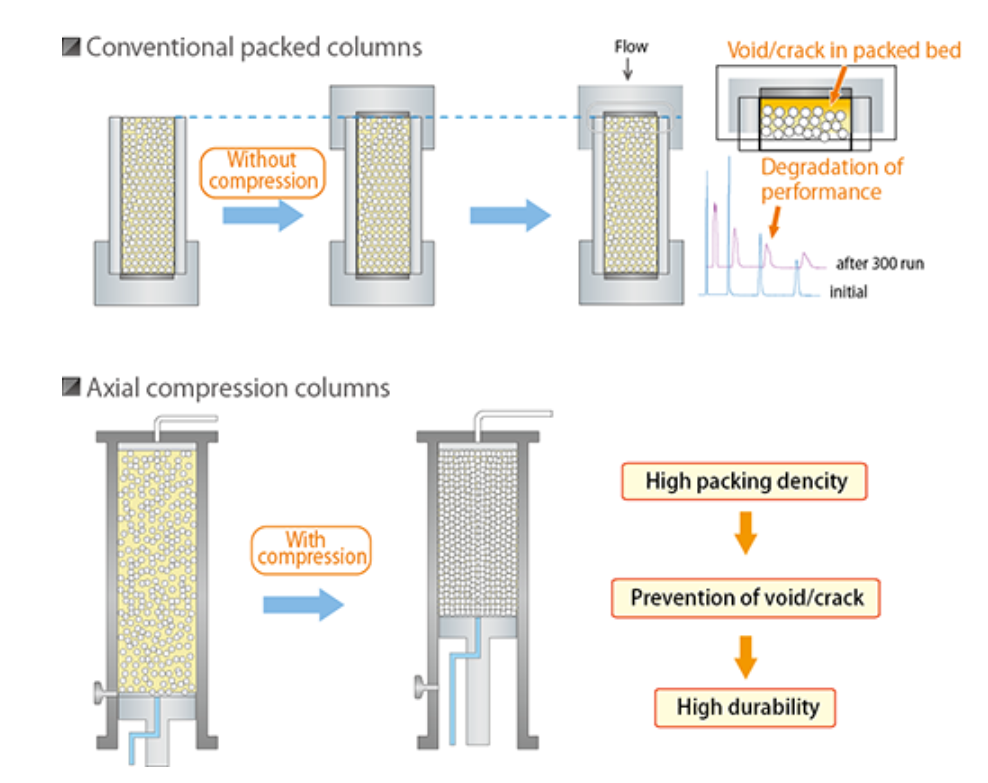 Conventional packed columns
Flow
Void/crack in packed bed
Without
compression
Degradation of
performance
after 300 run
initial
Axial compression columns
With
compression
High packing dencity
Prevention of void/crack
High durability